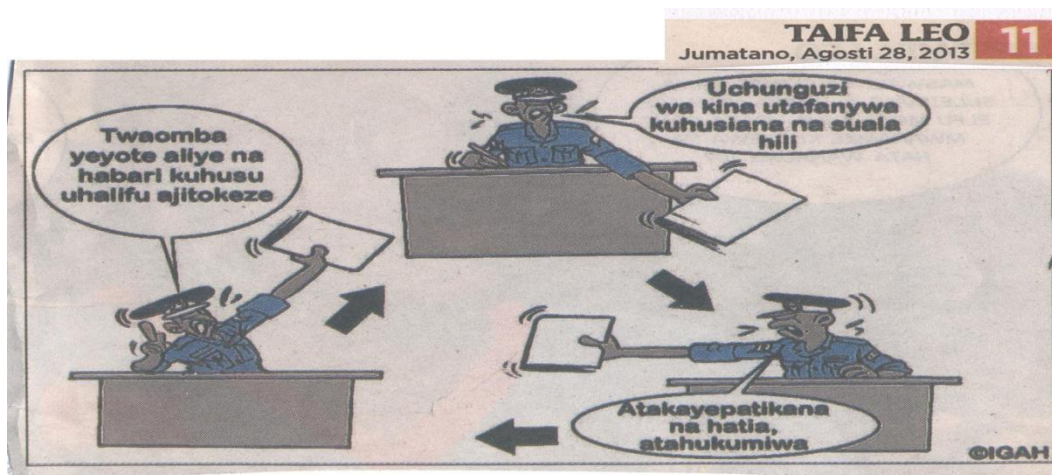 TAIFA LEO
Jumatano, Agosti 28, 2013
11
Twaomba
yeyote aliye na
habari kuhusu
uhalifu ajitokeze
Uchunguzi
wa kina utafanywa
kuhusiana na suala
hili
Atakayepatikana
na hatia,
atahukumiwa
©IGAH